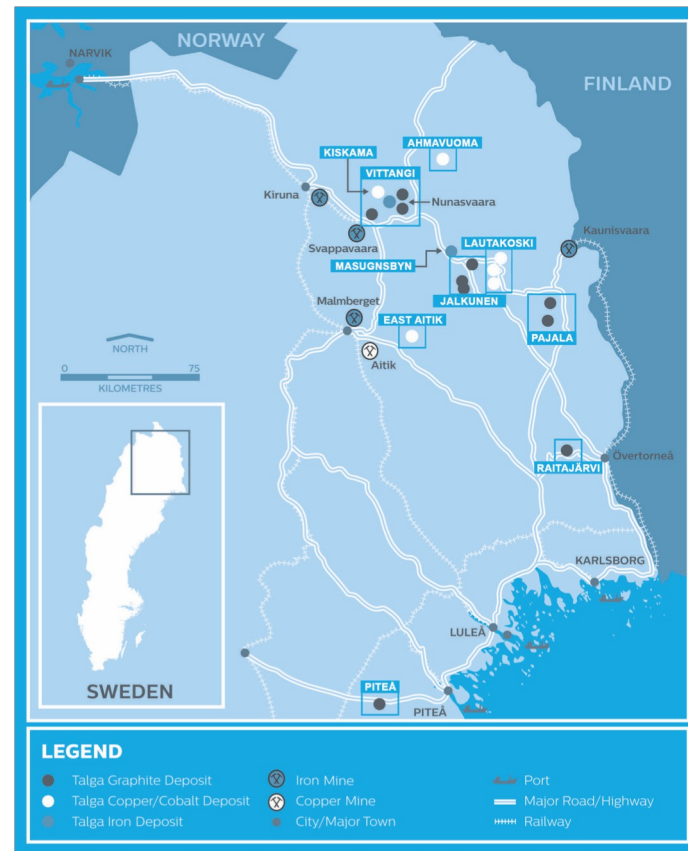 NORWAY
NARVIK
FINLAND
AHMAVUOMA
KISKAMA
VITTANGI
Kiruna
Nunasvaara
Kaunisvaara
Svappavaara
LAUTAKOSKI
MASUGNSBYN
Malmberget
JALKUNEN
EAST AITIK
PAJALA
NORTH
Aitik
0 75
KILOMETRES
Övertorneå
RAITAJÄRVI
KARLSBORG
LULEÅ
SWEDEN
PITEÅ
PITEÅ
LEGEND
Talga Graphite Deposit
Talga Copper/Cobalt Deposit
Talga Iron Deposit
Iron Mine
Copper Mine
City/Major Town
Port
Major Road/Highway
Railway